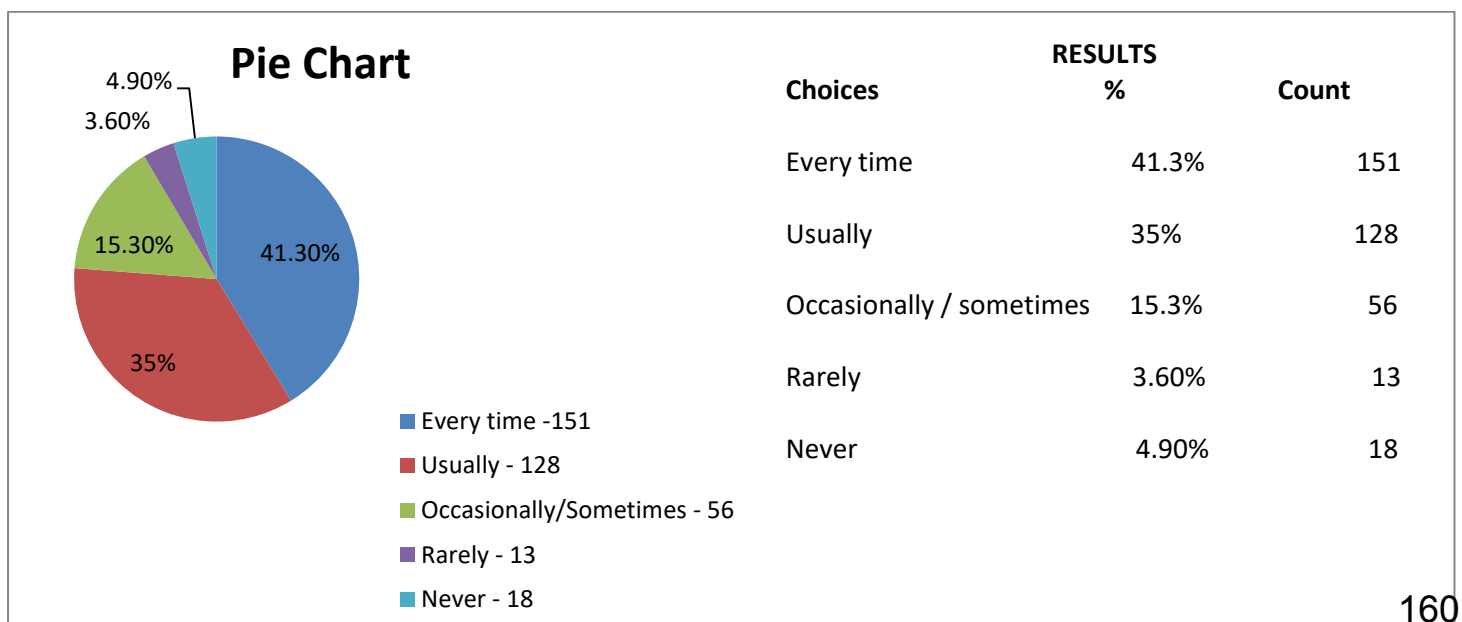 Pie Chart
4.90%
3.60%
15.30%
41.30%
35%
Every time -151
Usually - 128
Occasionally/Sometimes - 56
Rarely - 13
Never - 18
RESULTS
Choices % Count
Every time 41.3% 151
Usually 35% 128
Occasionally / sometimes 15.3% 56
Rarely 3.60% 13
Never 4.90% 18
160